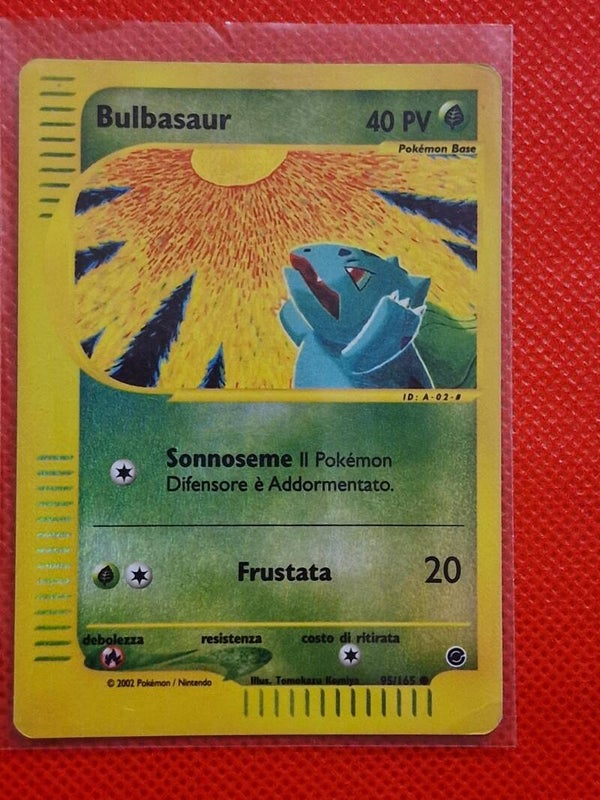 Bulbasaur 40 PV
Pokémon Base
ID: A-02-#
Sonnoseme Il Pokémon
Difensore è Addormentato.
Frustata 20
debolezza resistenza costo di ritirata
© 2002 Pokémon / Nintendo Illus. Tomokazu Komiya 95/165